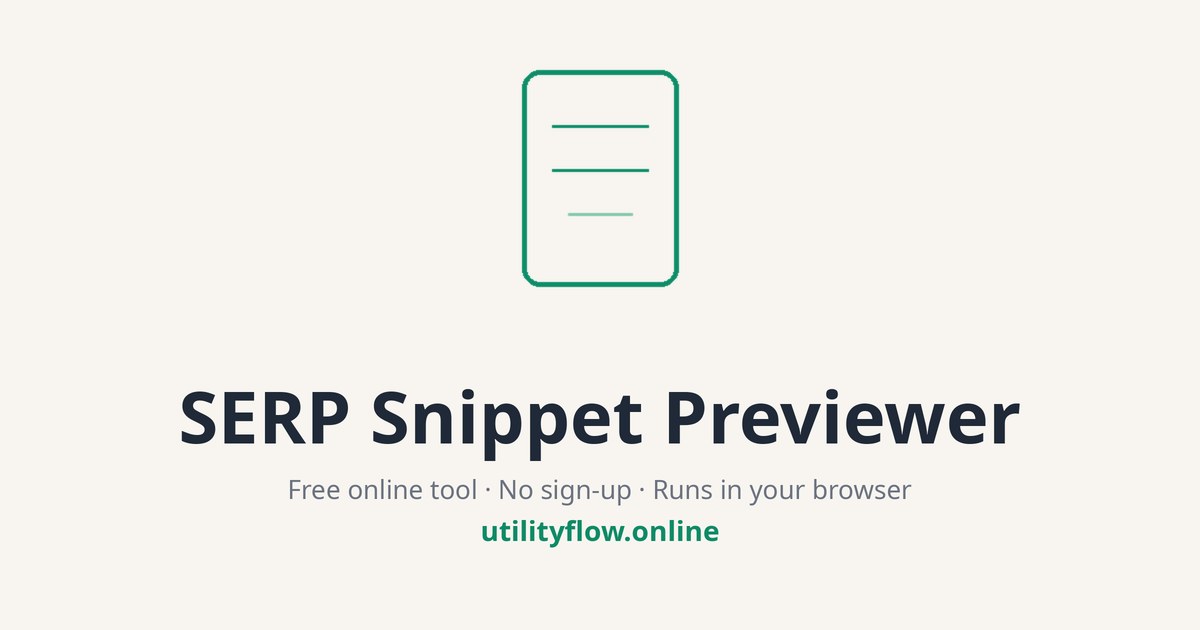 SERP Snippet Previewer
Free online tool · No sign-up · Runs in your browser
utilityflow.online